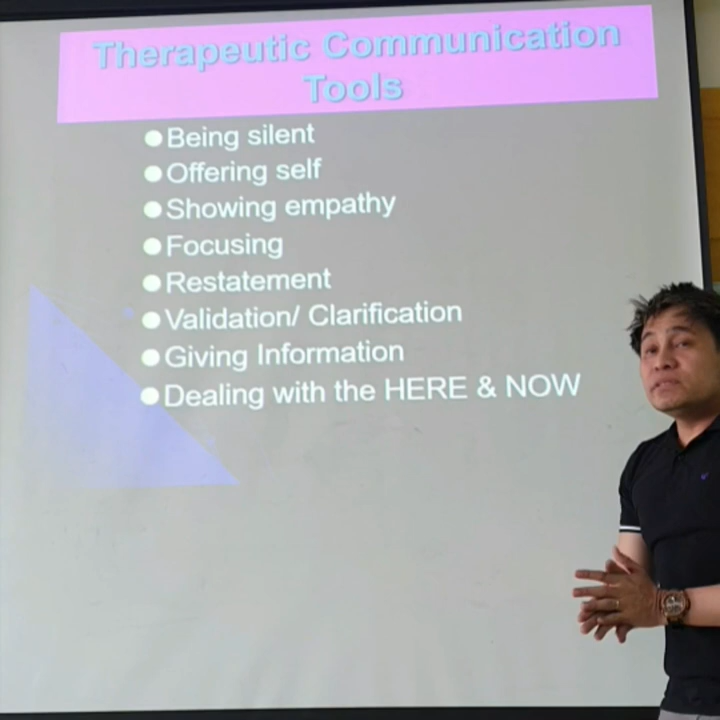 Therapeutic Communication
Tools
Being silent
Offering self
Showing empathy
Focusing
Restatement
Validation/ Clarification
Giving Information
Dealing with the HERE & NOW